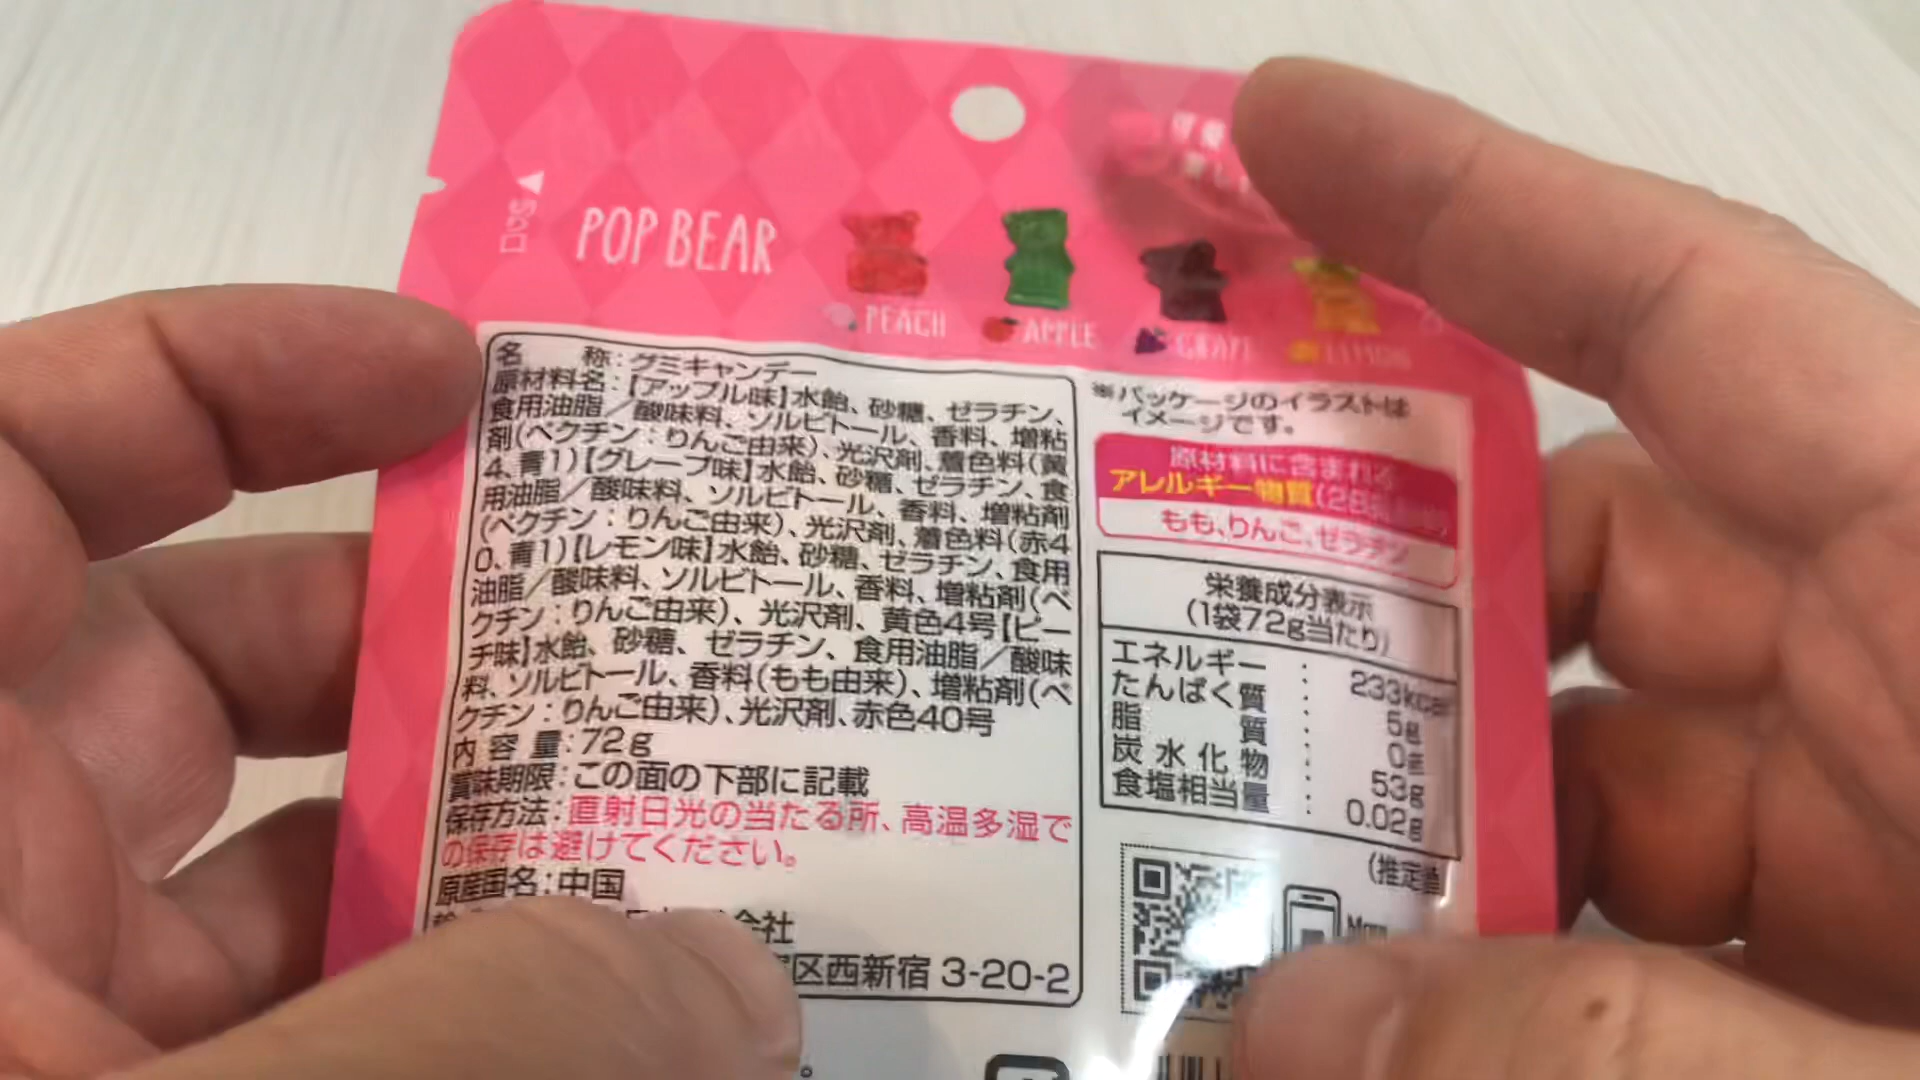 POP BEAR
PEACH
APPLE
GRAPE
LEMON
名 称:グミキャンデー
原材料名:【アップル味】水飴、砂糖、ゼラチン、
食用油脂／酸味料、ソルビトール、香料、増粘
剤(ペクチン:りんご由来)、光沢剤、着色料(黄
4、青1)【グレープ味】水飴、砂糖、ゼラチン、食
用油脂／酸味料、ソルビトール、香料、増粘剤
(ペクチン:りんご由来)、光沢剤、着色料(赤4
0、青1)【レモン味】水飴、砂糖、ゼラチン、食用
油脂／酸味料、ソルビトール、香料、増粘剤(ペ
クチン:りんご由来)、光沢剤、黄色4号【ピー
チ味】水飴、砂糖、ゼラチン、食用油脂／酸味
料、ソルビトール、香料(もも由来)、増粘剤(ペ
クチン:りんご由来)、光沢剤、赤色40号
内容量:72g
賞味期限:この面の下部に記載
保存方法:直射日光の当たる所、高温多湿で
の保存は避けてください。
原産国名:中国
会社
区西新宿 3-20-2
※パッケージのイラストは
イメージです。
原材料に含まれる
アレルギー物質
もも、りんご、ゼラチン
栄養成分表示
(1袋72g当たり)
エネルギー : 233kcal
たんぱく質 : 5g
脂質 : 0g
炭水化物 : 53g
食塩相当量 : 0.02g
(推定値